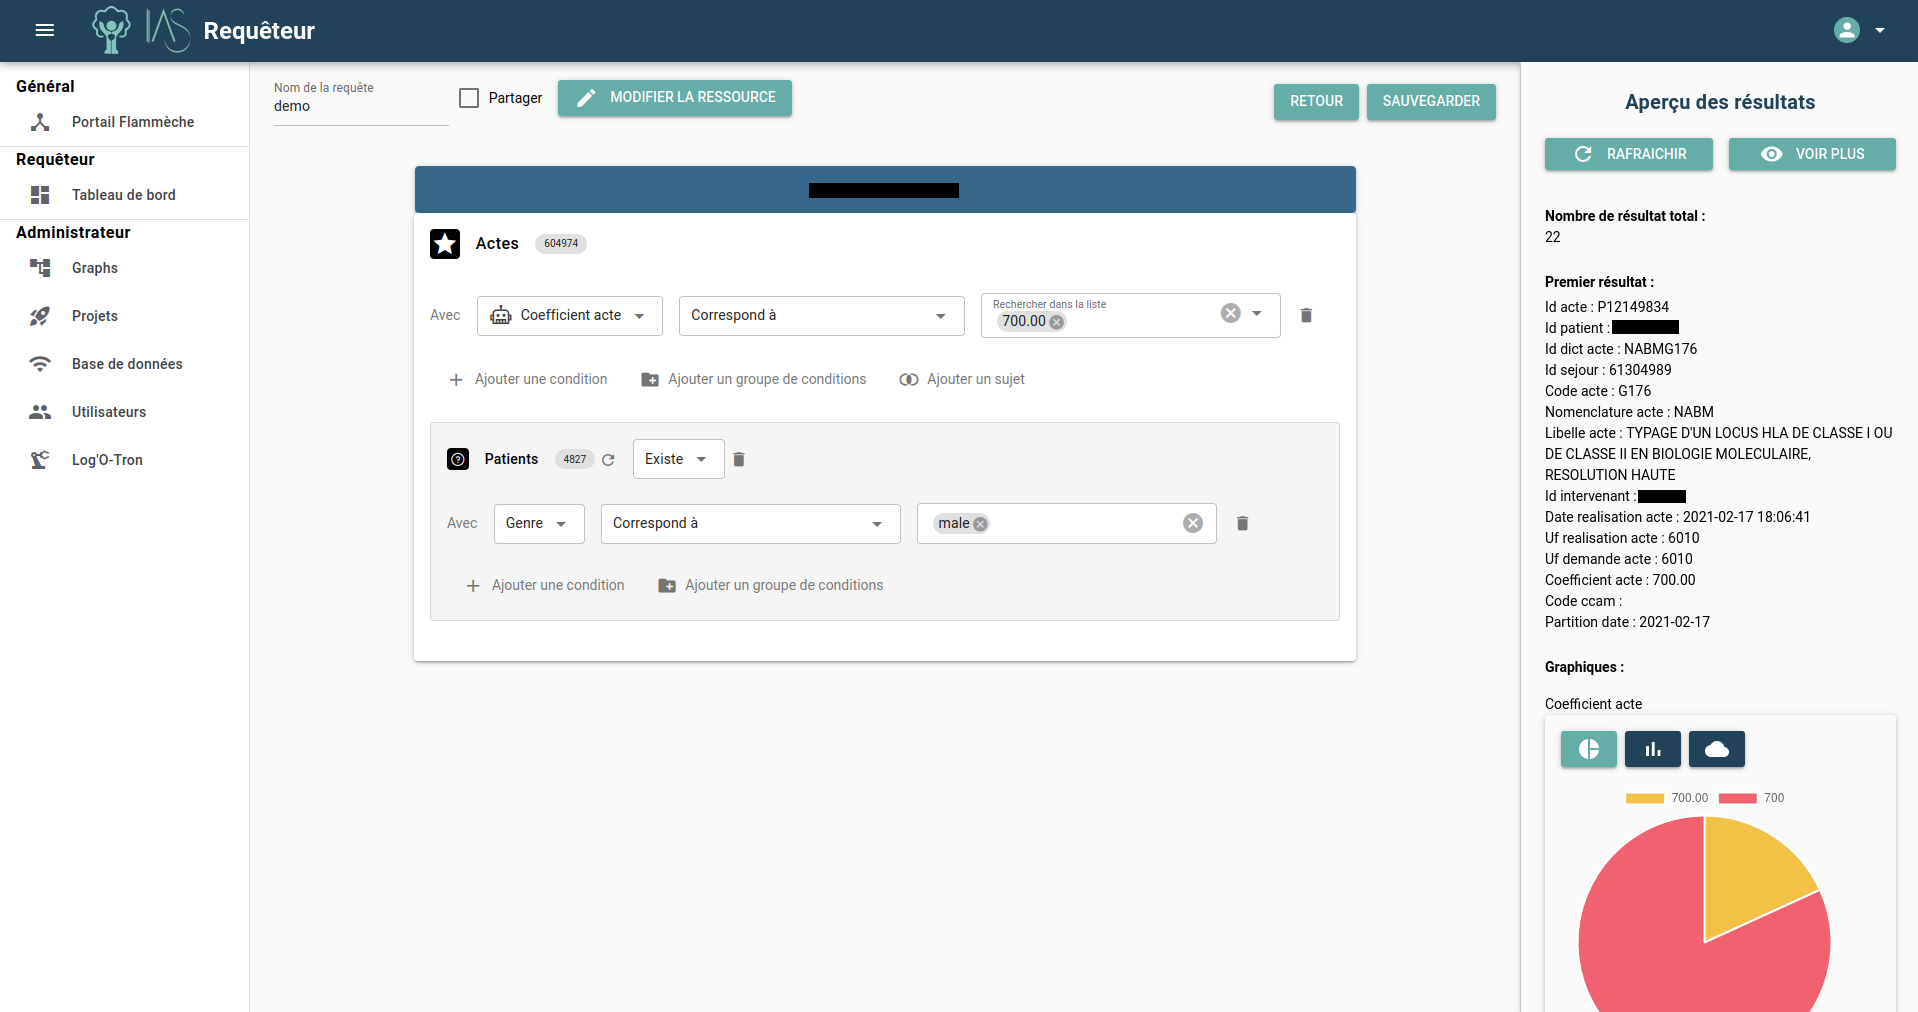 IAS Requêteur
Général
Portail Flammèche
Requêteur
Tableau de bord
Administrateur
Graphs
Projets
Base de données
Utilisateurs
Log'O-Tron
Nom de la requête
demo
Partager
MODIFIER LA RESSOURCE
RETOUR
SAUVEGARDER
Actes 604974
Avec Coefficient acte Correspond à Rechercher dans la liste
700.00
Ajouter une condition Ajouter un groupe de conditions Ajouter un sujet
Patients 4827 Existe
Avec Genre Correspond à male
Ajouter une condition Ajouter un groupe de conditions
Aperçu des résultats
RAFRAICHIR VOIR PLUS
Nombre de résultat total :
22
Premier résultat :
Id acte : P12149834
Id patient :
Id dict acte : NABMG176
Id sejour : 61304989
Code acte : G176
Nomenclature acte : NABM
Libelle acte : TYPAGE D'UN LOCUS HLA DE CLASSE I OU
DE CLASSE II EN BIOLOGIE MOLECULAIRE,
RESOLUTION HAUTE
Id intervenant :
Date realisation acte : 2021-02-17 18:06:41
Uf realisation acte : 6010
Uf demande acte : 6010
Coefficient acte : 700.00
Code ccam :
Partition date : 2021-02-17
Graphiques :
Coefficient acte
700.00 700